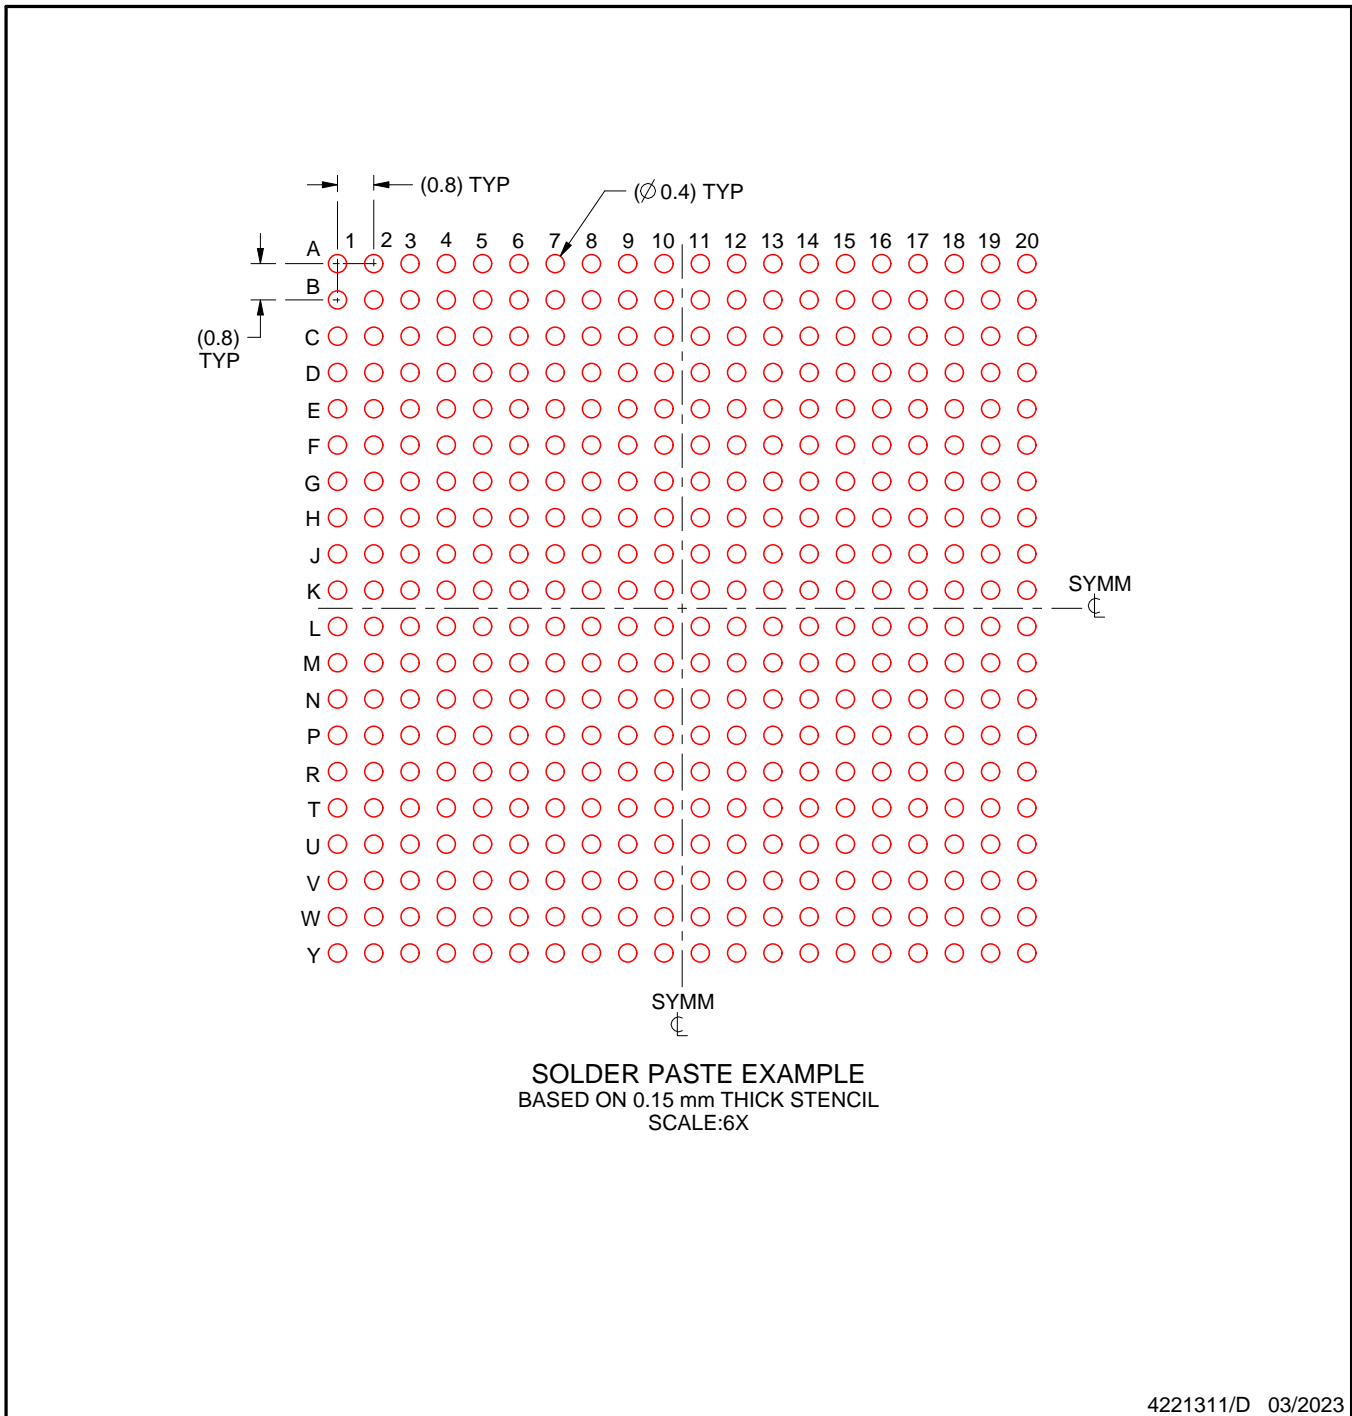 (0.8) TYP
(∅ 0.4) TYP
1 2 3 4 5 6 7 8 9 10 11 12 13 14 15 16 17 18 19 20
A
B
(0.8)
TYP
C
D
E
F
G
H
J
K
SYMM
℄
L
M
N
P
R
T
U
V
W
Y
SYMM
℄
SOLDER PASTE EXAMPLE
BASED ON 0.15 mm THICK STENCIL
SCALE:6X
4221311/D 03/2023